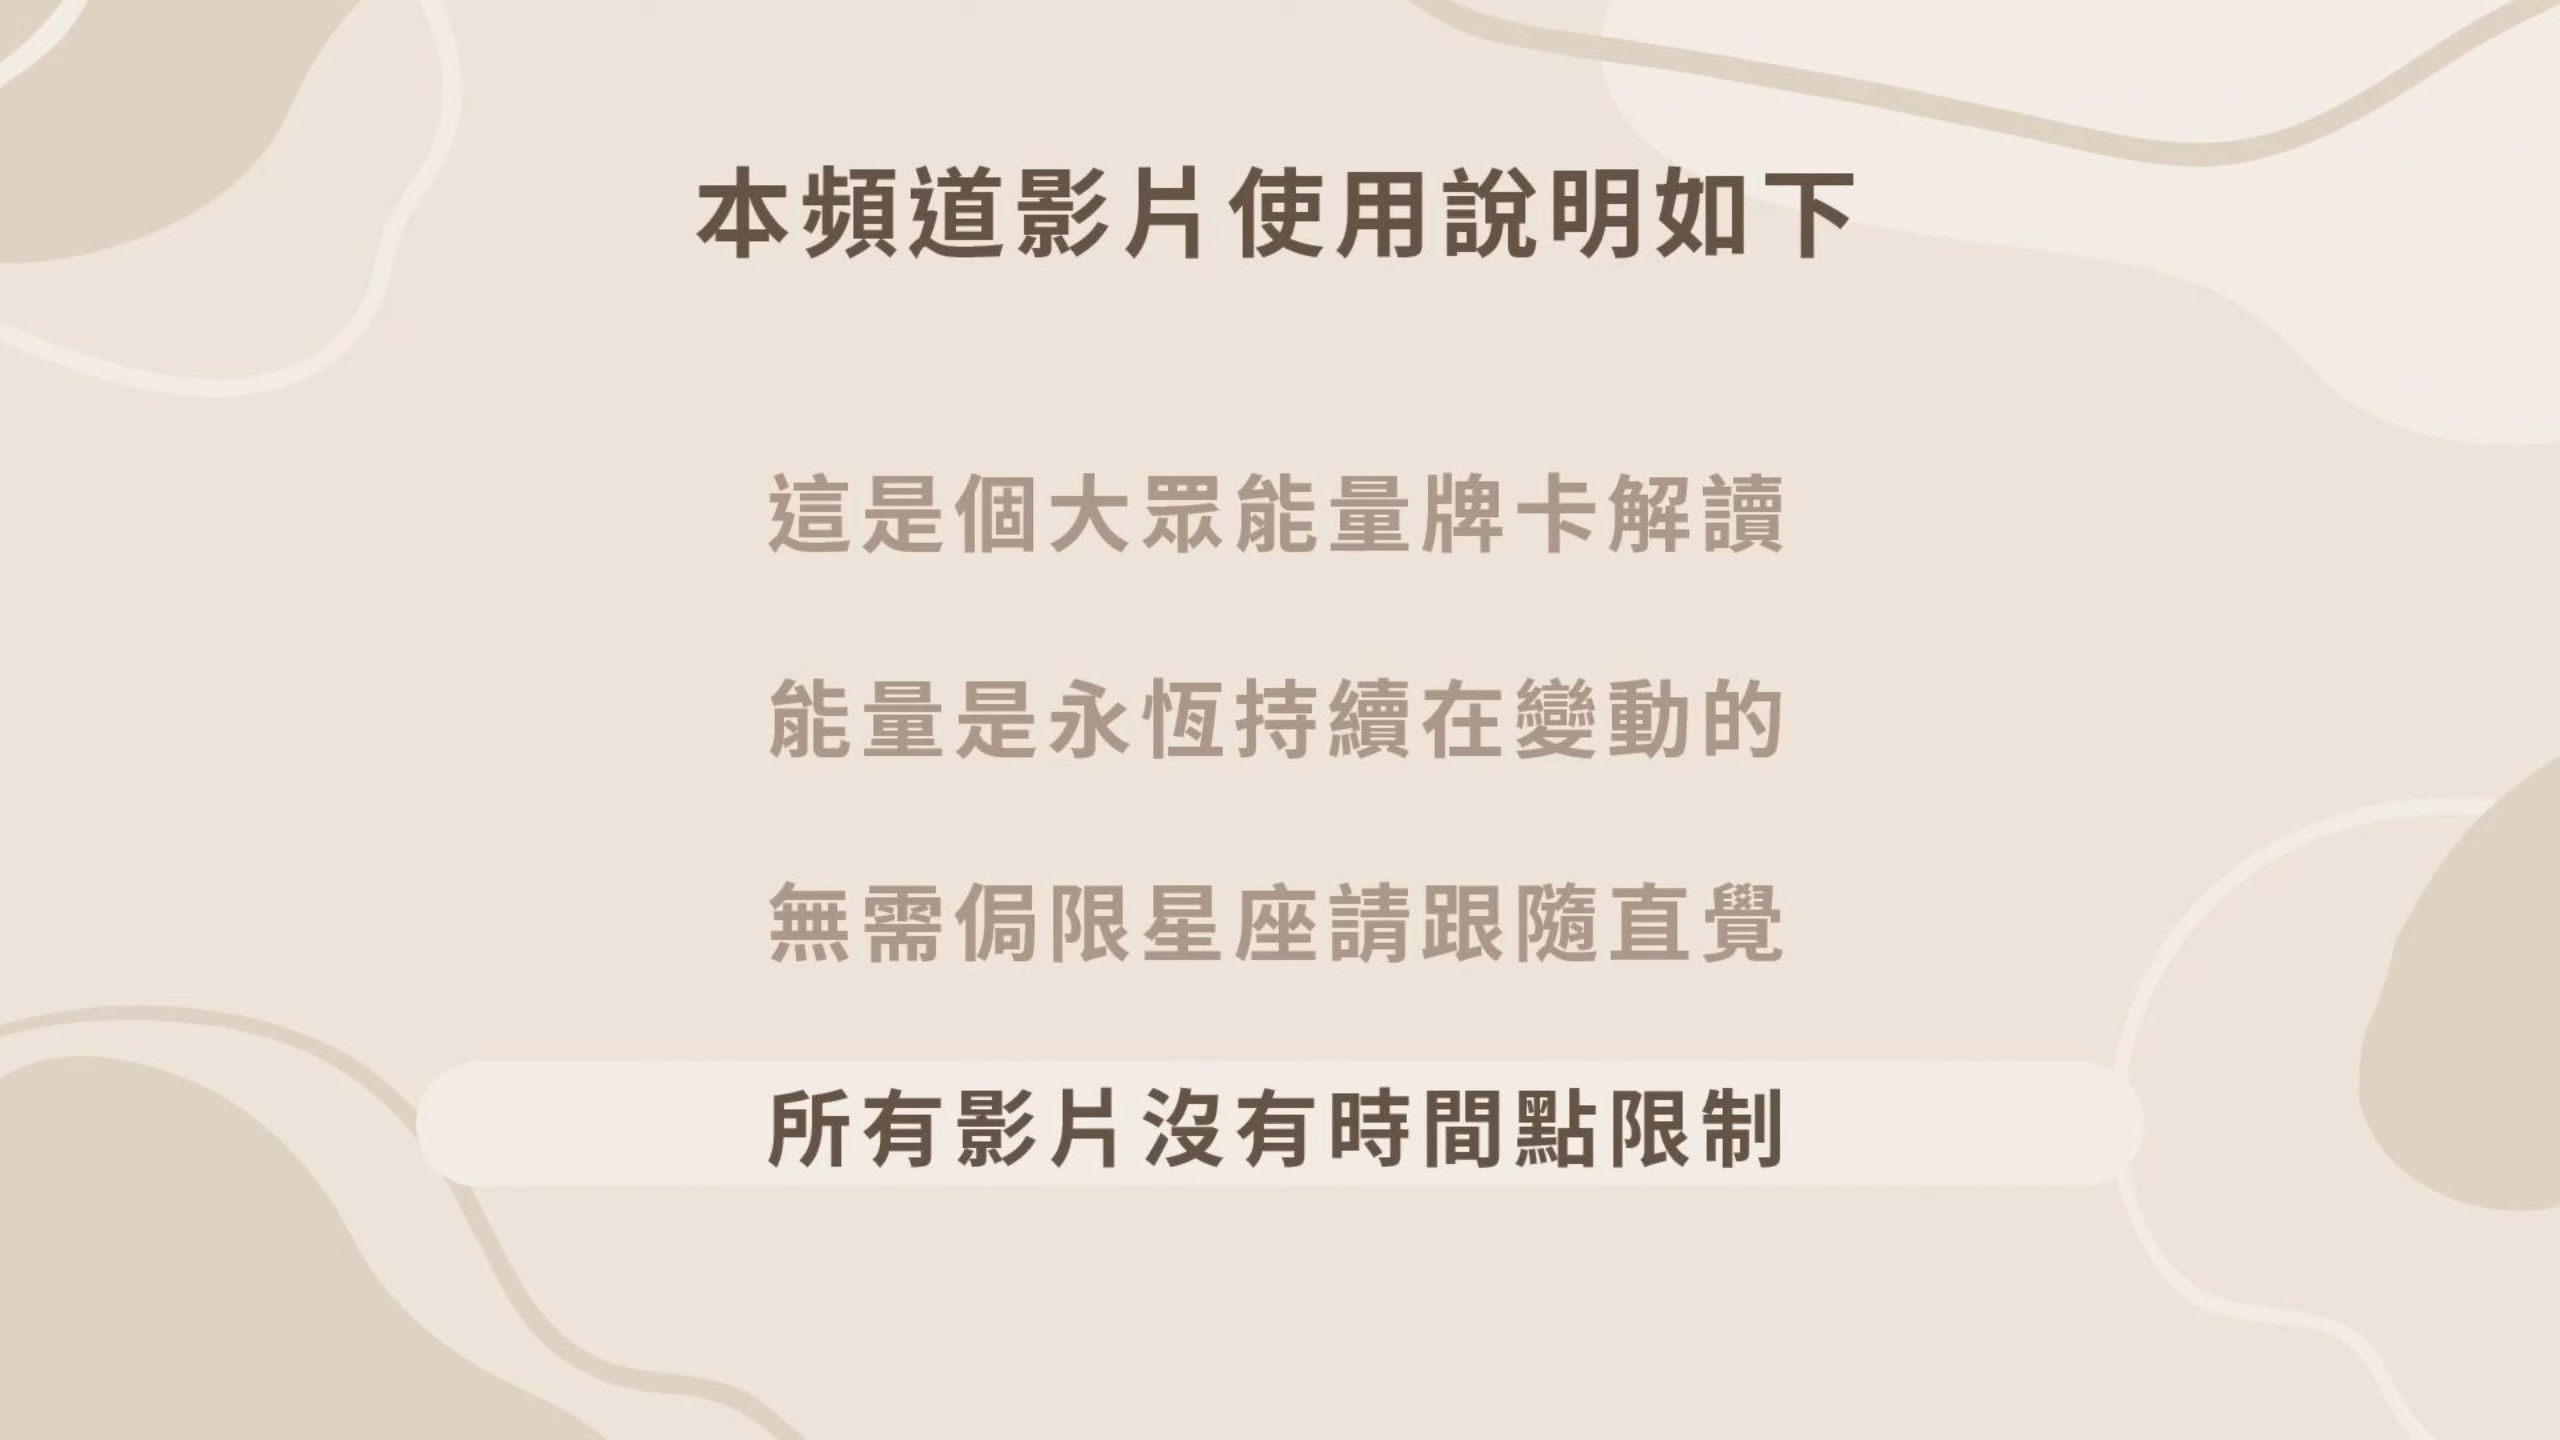 本頻道影片使用說明如下
這是個大眾能量牌卡解讀
能量是永恆持續在變動的
無需侷限星座請跟隨直覺
所有影片沒有時間點限制